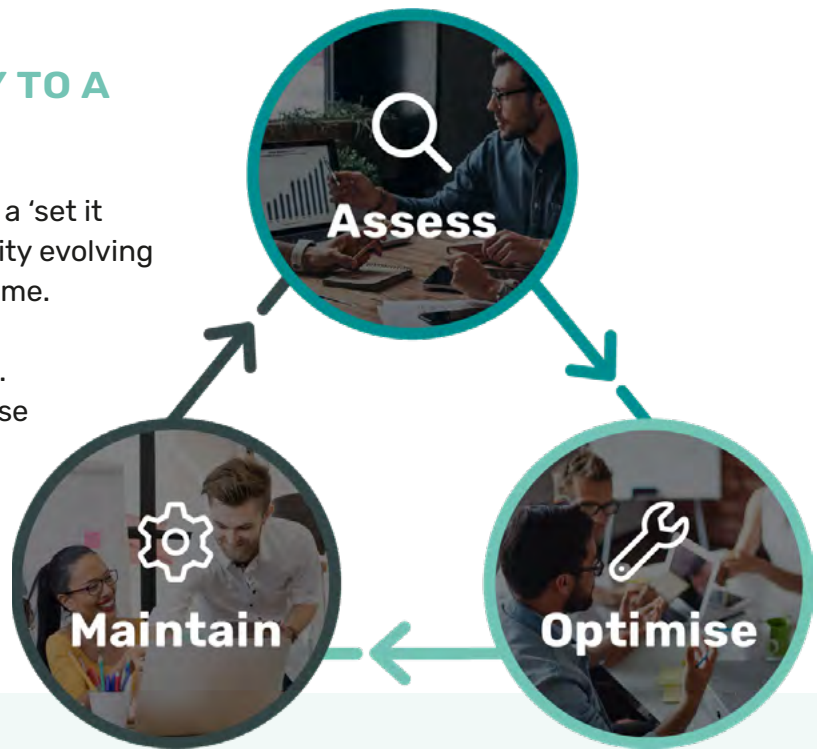 Y TO A
a ‘set it
ity evolving
me.
.
se
Assess
Maintain
Optimise